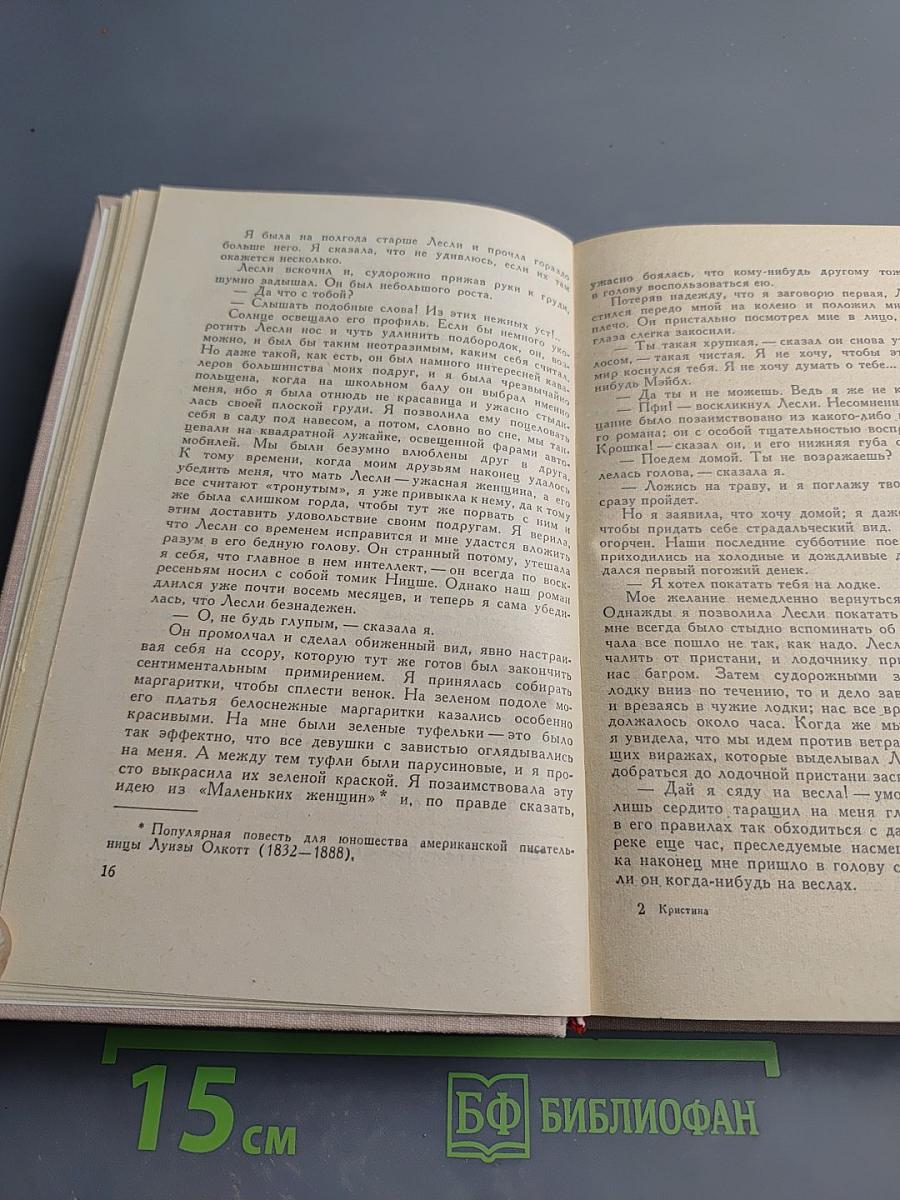 Я была на полгода старше Лесли и прочла гораздо
больше него. Я сказала, что не удивлюсь, если их там
окажется несколько.
Лесли вскочил и, судорожно прижав руки к груди,
шумно задышал. Он был небольшого роста.
— Да что с тобой?
— Слышать подобные слова! Из этих нежных уст!..
Солнце освещало его профиль. Если бы немного уко-
ротить Лесли нос и чуть удлинить подбородок, он, воз-
можно, и был бы таким неотразимым, каким себя считал.
Но даже такой, как есть, он был намного интересней кава-
леров большинства моих подруг, и я была чрезвычайно
польщена, когда на школьном балу он выбрал именно
меня, ибо я была отнюдь не красавица и ужасно стыди-
лась своей плоской груди. Я позволила ему поцеловать
себя в саду под навесом, а потом, словно во сне, мы тан-
цевали на квадратной лужайке, освещенной фарами авто-
мобилей. Мы были безумно влюблены друг в друга.
К тому времени, когда моим друзьям наконец удалось
убедить меня, что мать Лесли — ужасная женщина, а его
все считают «тронутым», я уже привыкла к нему, да к тому
же была слишком горда, чтобы тут же порвать с ним и
этим доставить удовольствие своим подругам. Я верила,
что Лесли со временем исправится и мне удастся вложить
разум в его бедную голову. Он странный потому, утешала
я себя, что главное в нем интеллект, — он всегда по воск-
ресеньям носил с собой томик Ницше. Однако наш роман
длился уже почти восемь месяцев, и теперь я сама убеди-
лась, что Лесли безнадежен.
— О, не будь глупым, — сказала я.
Он промолчал и сделал обиженный вид, явно настраи-
вая себя на ссору, которую тут же готов был закончить
сентиментальным примирением. Я принялась собирать
маргаритки, чтобы сплести венок. На зеленом подоле мо-
его платья белоснежные маргаритки казались особенно
красивыми. На мне были зеленые туфельки — это было
так эффектно, что все девушки с завистью оглядывались
на меня. А между тем туфли были парусиновые, и я про-
сто выкрасила их зеленой краской. Я позаимствовала эту
идею из «Маленьких женщин»* и, по правде сказать,
* Популярная повесть для юношества американской писатель-
ницы Луизы Олкотт (1832—1888).
16
ужасно боялась, что кому-нибудь другому тож
в голову воспользоваться ею.
Потеряв надежду, что я заговорю первая, Л
стился передо мной на колено и положил ми
плечо. Он пристально посмотрел мне в лицо,
глаза слегка закосили.
— Ты такая хрупкая, — сказал он снова у
лосом, — такая чистая. Я не хочу, чтобы эт
мир коснулся тебя. Я не хочу думать о тебе...
нибудь Мэйбл.
— Да ты и не можешь. Ведь я же не к
— Пфи! — воскликнул Лесли. Несомненн
цание было позаимствовано из какого-либо
го романа; он с особой тщательностью воспр
Крошка! — сказал он, и его нижняя губа с
— Поедем домой. Ты не возражаешь?
лелась голова, — сказала я.
— Ложись на траву, и я поглажу тво
сразу пройдет.
Но я заявила, что хочу домой; я даже
чтобы придать себе страдальческий вид.
огорчен. Наши последние субботние пое
приходились на холодные и дождливые д
дался первый погожий денек.
— Я хотел покатать тебя на лодке.
Мое желание немедленно вернуться
Однажды я позволила Лесли покатать
мне всегда было стыдно вспоминать об
чала все пошло не так, как надо. Лесл
чалить от пристани, и лодочнику при
нас багром. Затем судорожными з
лодку вниз по течению, то и дело зав
и врезаясь в чужие лодки; нас все вр
должалось около часа. Когда же мы
я увидела, что мы идем против ветра
щих виражах, которые выделывал Л
добраться до лодочной пристани засв
— Дай я сяду на весла! — умо
лишь сердито таращил на меня гл
в его правилах так обходиться с да
реке еще час, преследуемые насмеш
ка наконец мне пришло в голову с
ли он когда-нибудь на веслах.
2 Кристина
15 см
БФ БИБЛИОФАН